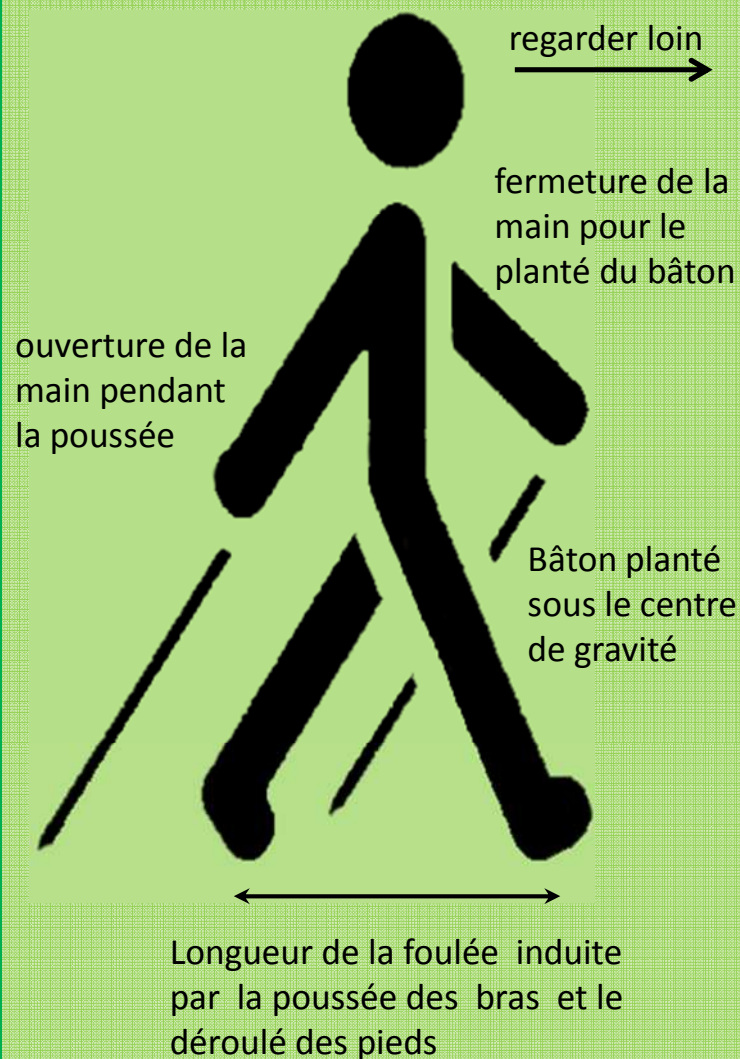 regarder loin
fermeture de la
main pour le
planté du bâton
ouverture de la
main pendant
la poussée
Bâton planté
sous le centre
de gravité
Longueur de la foulée induite
par la poussée des bras et le
déroulé des pieds